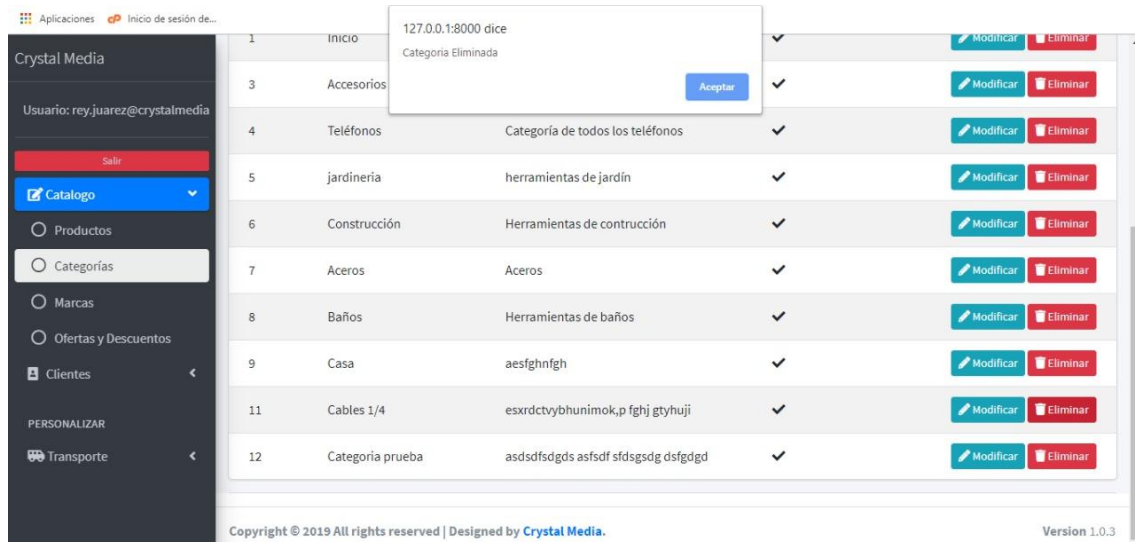 Aplicaciones cP Inicio de sesión de...
127.0.0.1:8000 dice
Categoria Eliminada
Aceptar
Crystal Media
Usuario: rey.juarez@crystalmedia
Salir
Catalogo
Productos
Categorías
Marcas
Ofertas y Descuentos
Clientes
PERSONALIZAR
Transporte
1 Inicio Modificar Eliminar
3 Accesorios Modificar Eliminar
4 Teléfonos Categoría de todos los teléfonos Modificar Eliminar
5 jardineria herramientas de jardín Modificar Eliminar
6 Construcción Herramientas de contrucción Modificar Eliminar
7 Aceros Aceros Modificar Eliminar
8 Baños Herramientas de baños Modificar Eliminar
9 Casa aesfghnfgh Modificar Eliminar
11 Cables 1/4 esxrdctvybhunimok,p fghj gtyhuji Modificar Eliminar
12 Categoria prueba asdsdfsdgds asfsdf sfdsgsdg dsfgdgd Modificar Eliminar
Copyright © 2019 All rights reserved | Designed by Crystal Media. Version 1.0.3